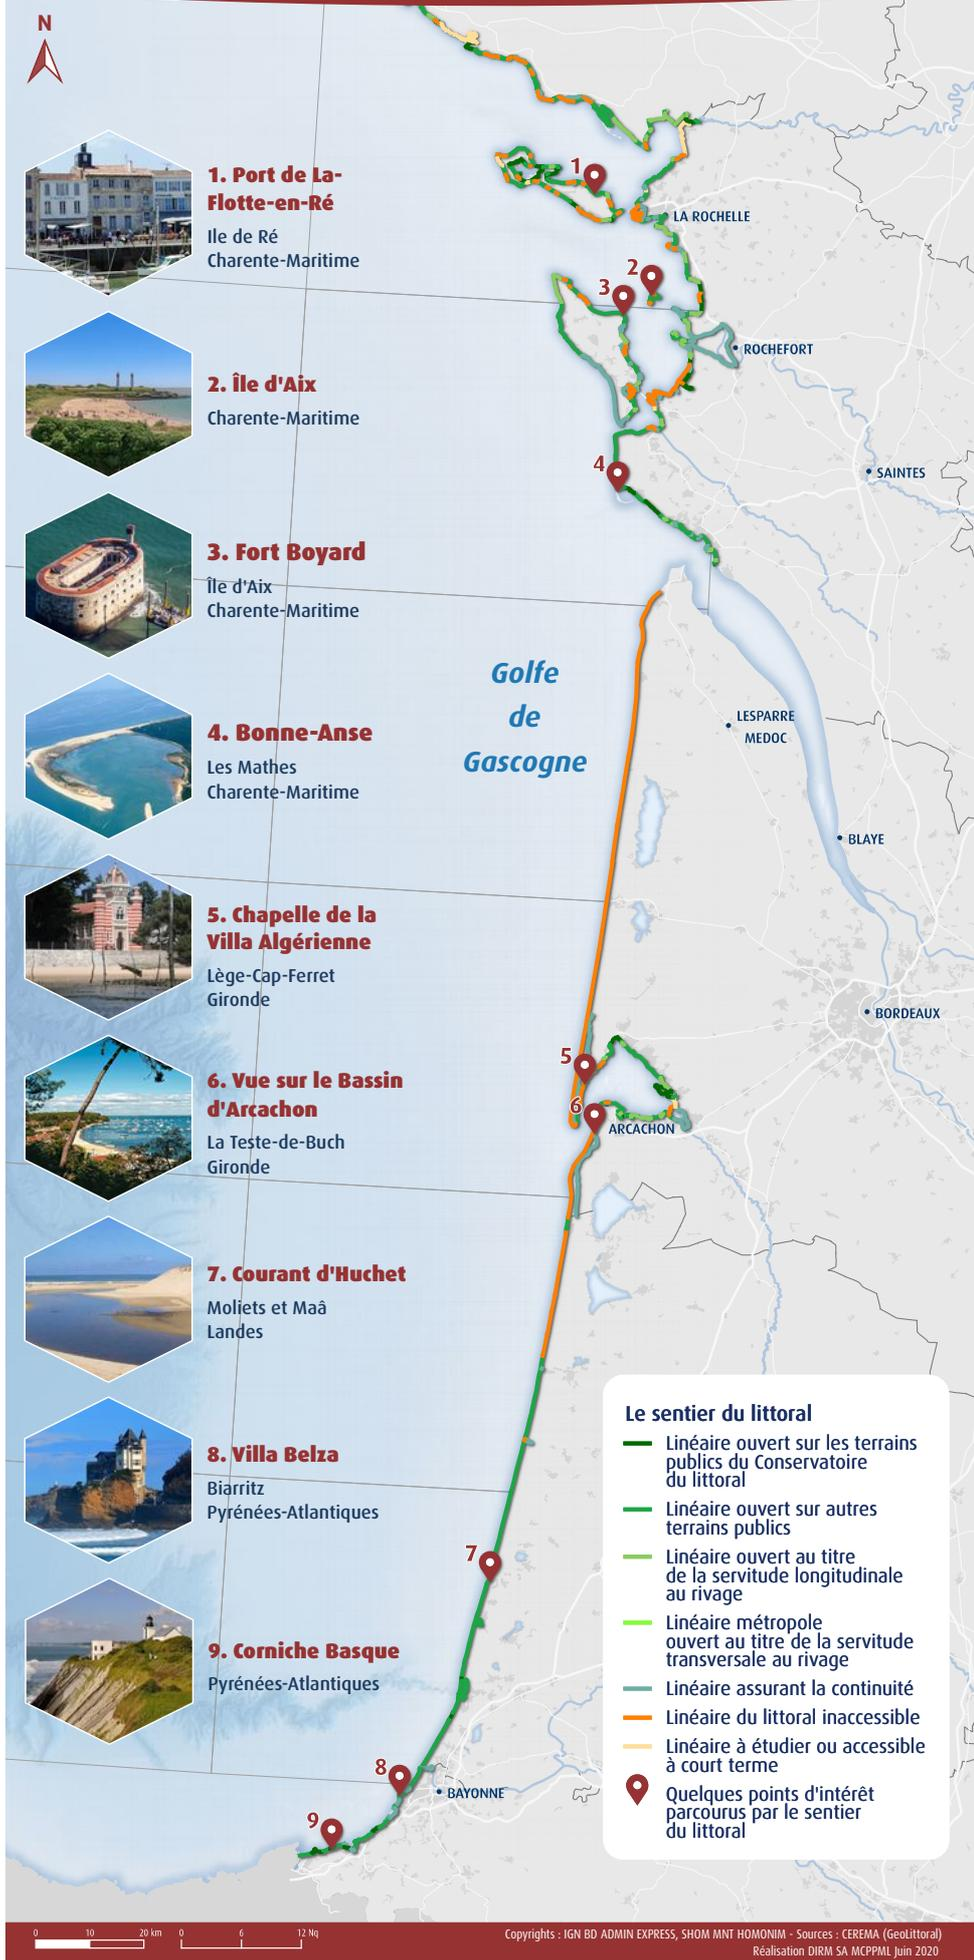 N
1. Port de La-
Flotte-en-Ré
Ile de Ré
Charente-Maritime
2. Île d'Aix
Charente-Maritime
3. Fort Boyard
Île d'Aix
Charente-Maritime
4. Bonne-Anse
Les Mathes
Charente-Maritime
5. Chapelle de la
Villa Algérienne
Lège-Cap-Ferret
Gironde
6. Vue sur le Bassin
d'Arcachon
La Teste-de-Buch
Gironde
7. Courant d'Huchet
Moliets et Maâ
Landes
8. Villa Belza
Biarritz
Pyrénées-Atlantiques
9. Corniche Basque
Pyrénées-Atlantiques
1
LA ROCHELLE
2
3
ROCHEFORT
4
SAINTES
Golfe
de
Gascogne
LESPARRE
MEDOC
BLAYE
BORDEAUX
5
6
ARCACHON
7
8
BAYONNE
9
Le sentier du littoral
Linéaire ouvert sur les terrains
publics du Conservatoire
du littoral
Linéaire ouvert sur autres
terrains publics
Linéaire ouvert au titre
de la servitude longitudinale
au rivage
Linéaire métropole
ouvert au titre de la servitude
transversale au rivage
Linéaire assurant la continuité
Linéaire du littoral inaccessible
Linéaire à étudier ou accessible
à court terme
Quelques points d'intérêt
parcourus par le sentier
du littoral
0 10 20 km
0 6 12 Nq
Copyrights : IGN BD ADMIN EXPRESS, SHOM MNT HOMONIM - Sources : CEREMA (GeoLittoral)
Réalisation DIRM SA MCPPML Juin 2020